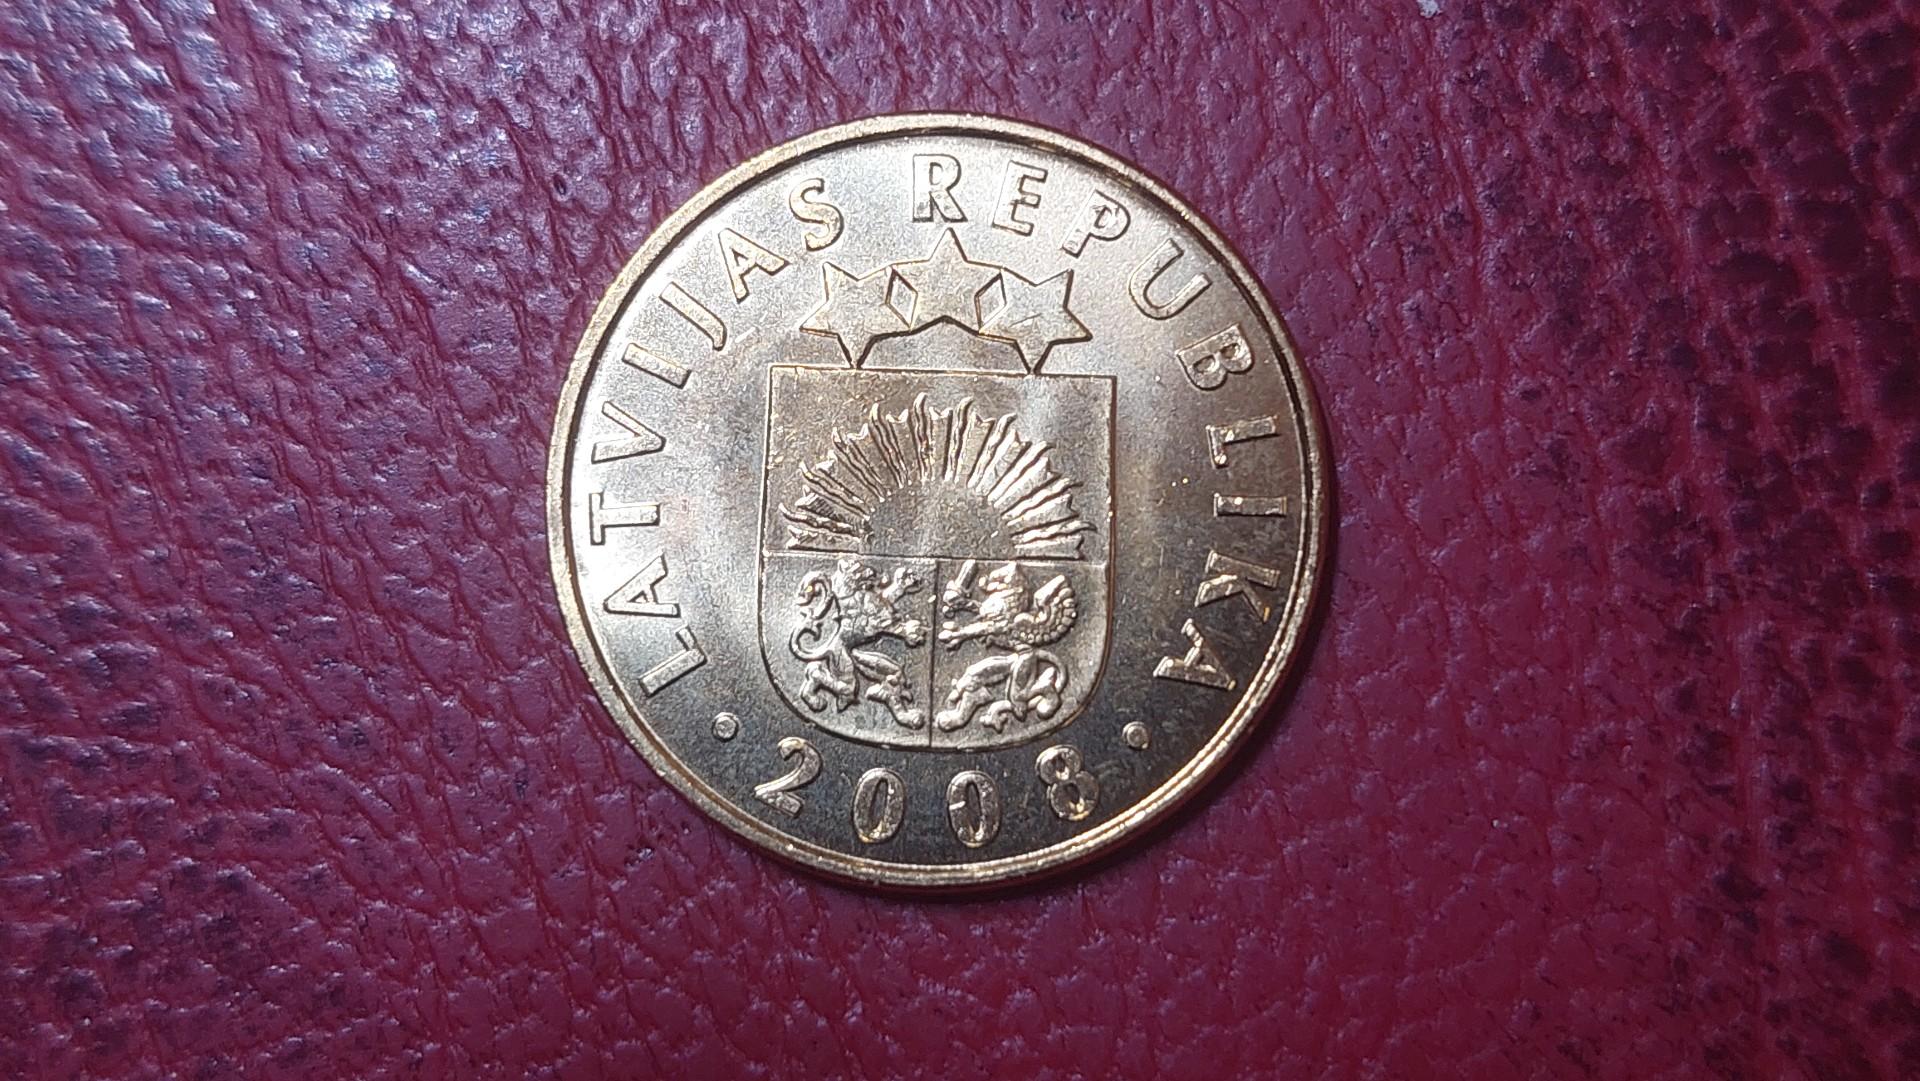 LATVIJAS REPUBLIKA
· 2008 ·